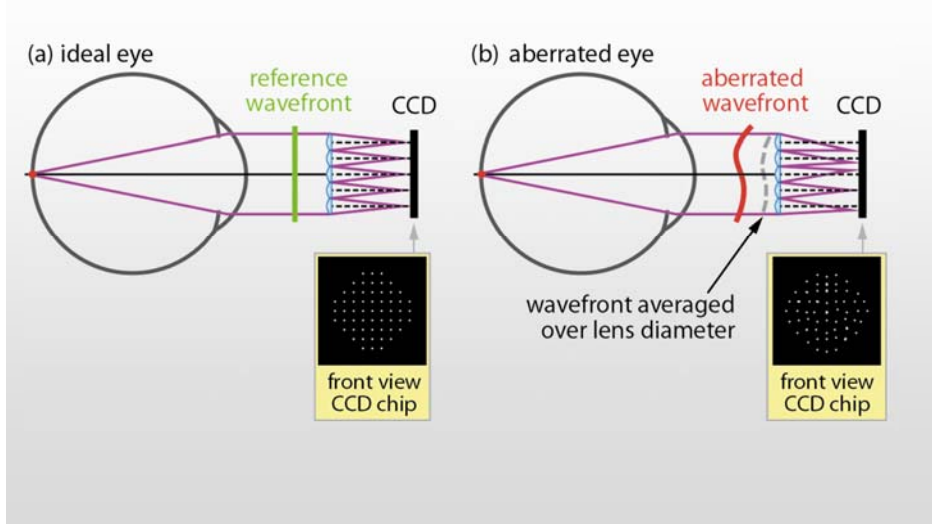 (a) ideal eye
reference
wavefront
CCD
front view
CCD chip
(b) aberrated eye
aberrated
wavefront
CCD
wavefront averaged
over lens diameter
front view
CCD chip